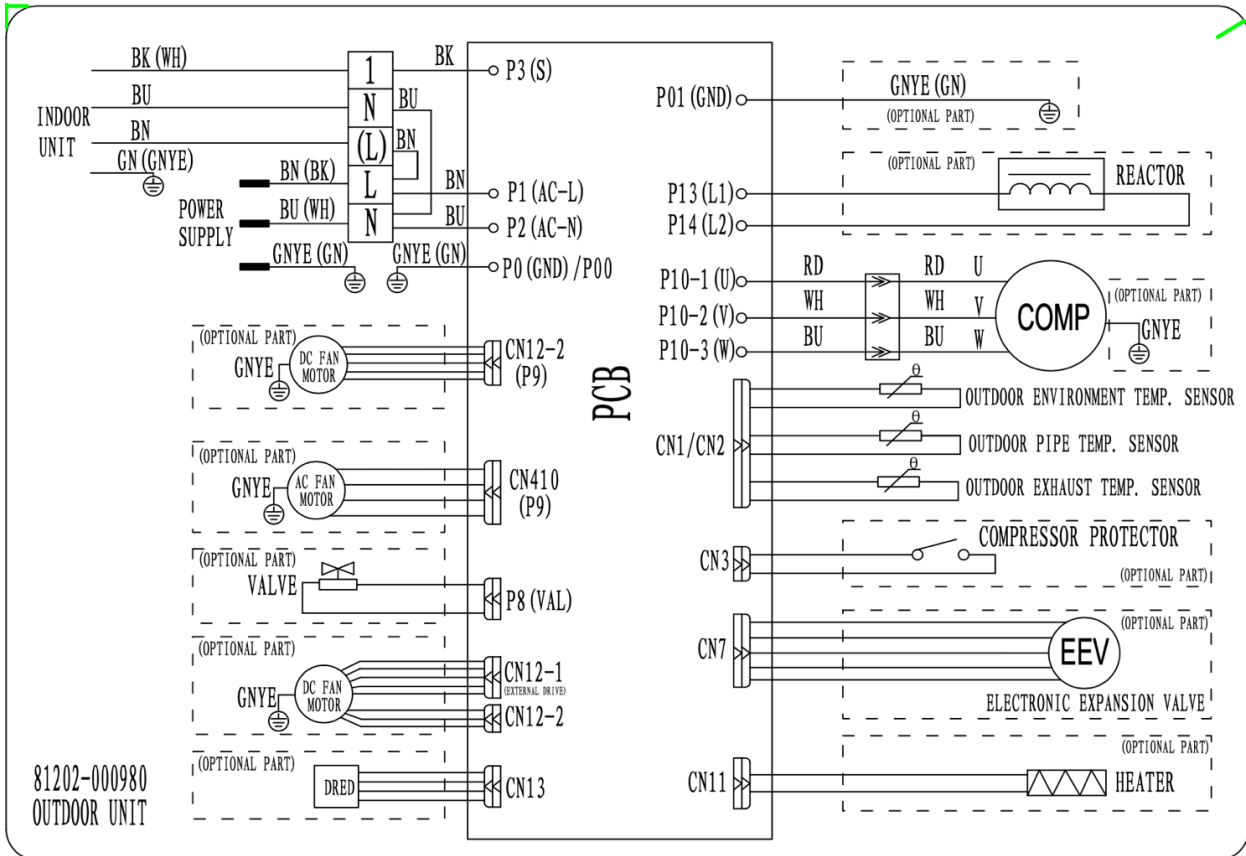 BK (WH)
BU
INDOOR
UNIT
BN
GN (GNYE)
BN (BK)
POWER
SUPPLY
BU (WH)
GNYE (GN)
1
N
(L)
L
N
BK
BU
BN
BN
BU
GNYE (GN)
P3 (S)
P1 (AC-L)
P2 (AC-N)
P0 (GND) /P00
(OPTIONAL PART)
GNYE
DC FAN
MOTOR
CN12-2
(P9)
(OPTIONAL PART)
GNYE
AC FAN
MOTOR
CN410
(P9)
(OPTIONAL PART)
VALVE
P8 (VAL)
(OPTIONAL PART)
GNYE
DC FAN
MOTOR
CN12-1
(EXTERNAL DRIVE)
CN12-2
(OPTIONAL PART)
DRED
CN13
81202-000980
OUTDOOR UNIT
PCB
P01 (GND)
GNYE (GN)
(OPTIONAL PART)
(OPTIONAL PART)
REACTOR
P13 (L1)
P14 (L2)
P10-1 (U)
RD
RD
U
P10-2 (V)
WH
WH
V
P10-3 (W)
BU
BU
W
COMP
(OPTIONAL PART)
GNYE
CN1/CN2
θ
OUTDOOR ENVIRONMENT TEMP. SENSOR
θ
OUTDOOR PIPE TEMP. SENSOR
θ
OUTDOOR EXHAUST TEMP. SENSOR
CN3
COMPRESSOR PROTECTOR
(OPTIONAL PART)
CN7
(OPTIONAL PART)
EEV
ELECTRONIC EXPANSION VALVE
(OPTIONAL PART)
CN11
HEATER